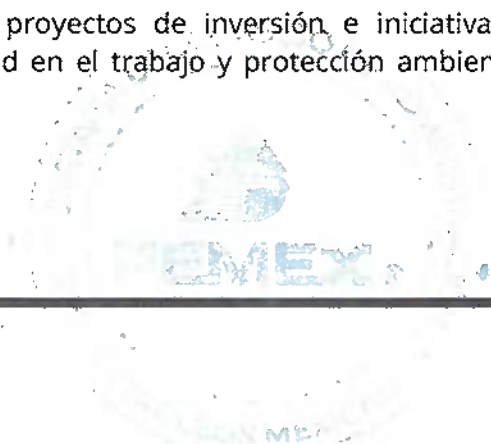 proyectos de inversión e iniciativa
d en el trabajo y protección ambien
PEMEX